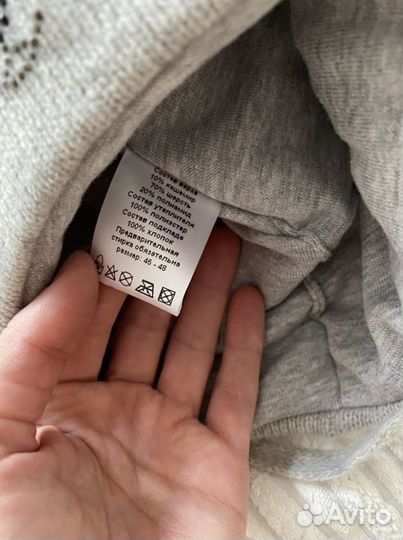 Состав верха
10% кашемир
70% шерсть
20% полиамид
Состав утеплителя
100% полиэстер
Состав подклада
100% хлопок
Предварительная
стирка обязательна
размер: 46 - 48
Avito